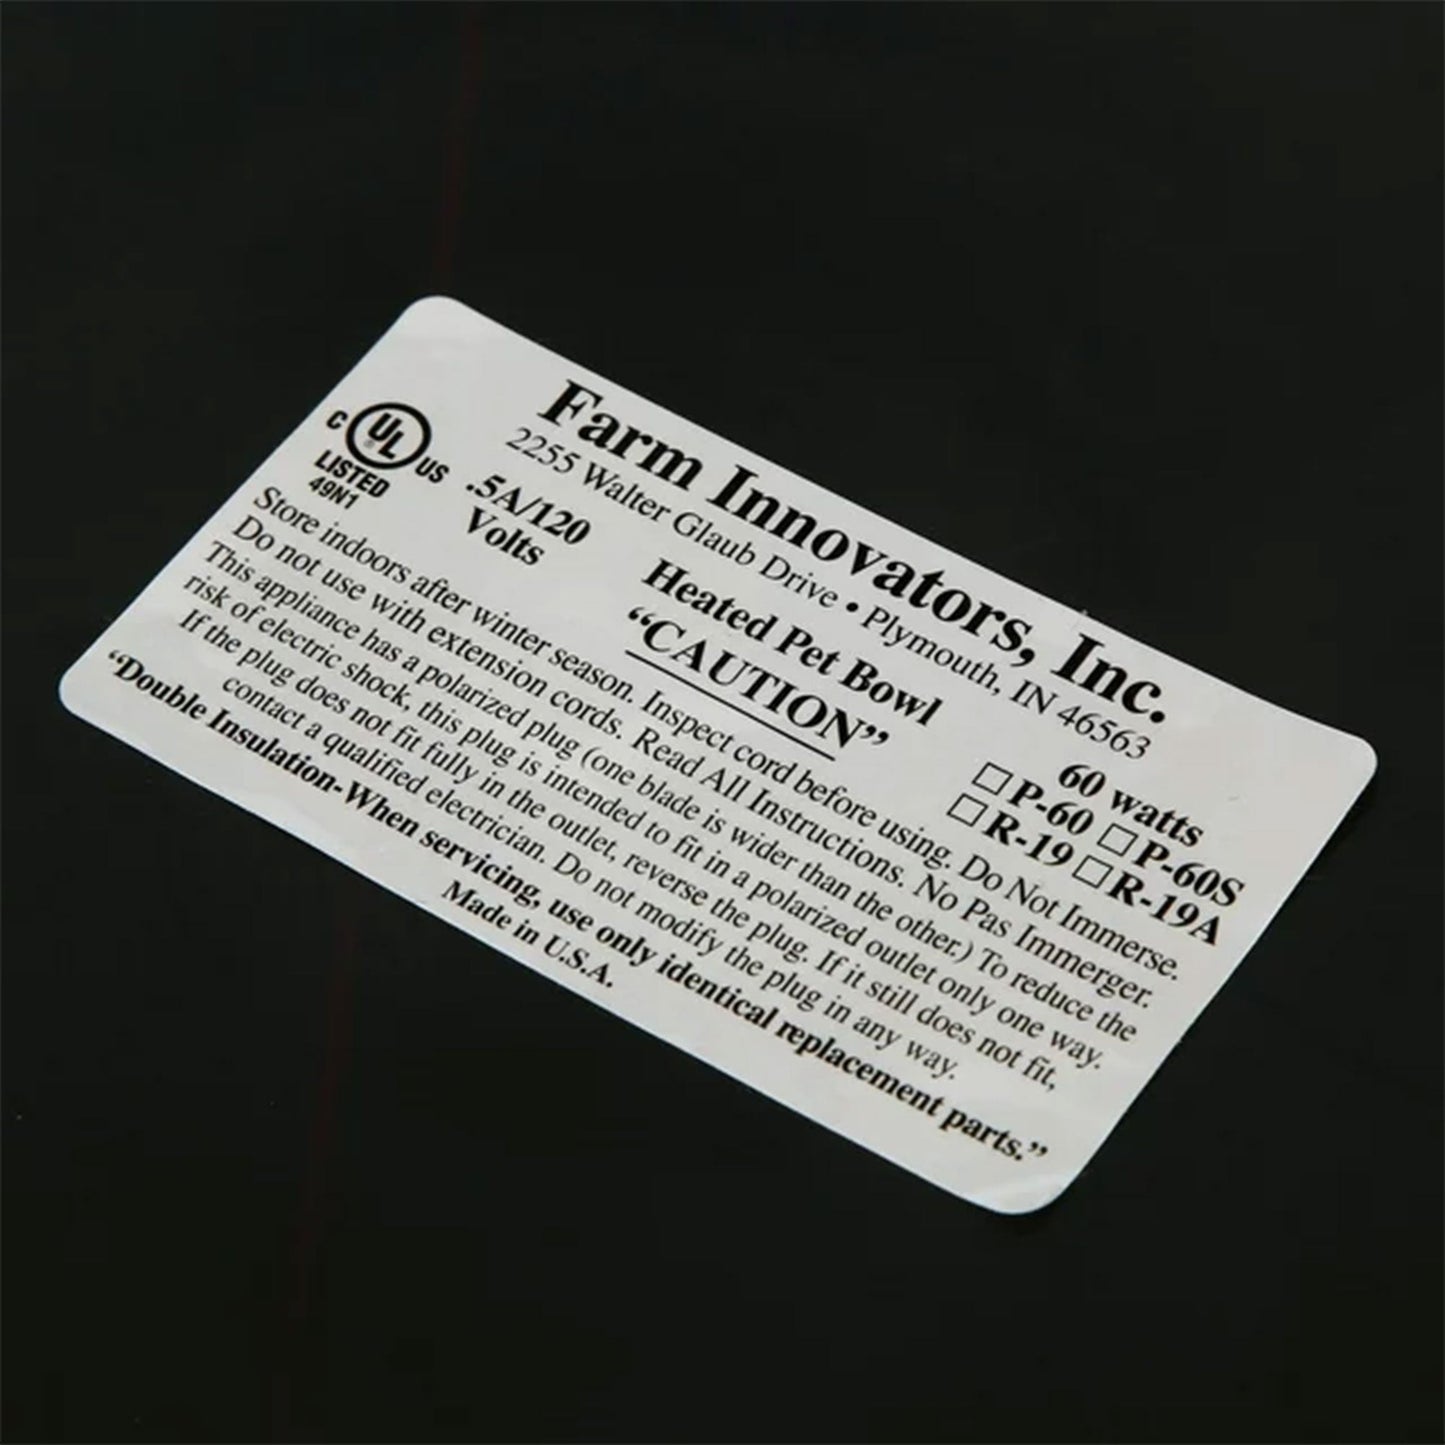 Farm Innovators, Inc.
2255 Walter Glaub Drive • Plymouth, IN 46563
C UL ® US
LISTED
49N1
.5A/120
Volts
Heated Pet Bowl
“CAUTION”
60 watts
☐ P-60 ☐ P-60S
☐ R-19 ☐ R-19A
Store indoors after winter season. Inspect cord before using. Do Not Immerse.
Do not use with extension cords. Read All Instructions. No Pas Immerger.
This appliance has a polarized plug (one blade is wider than the other.) To reduce the
risk of electric shock, this plug is intended to fit in a polarized outlet only one way.
If the plug does not fit fully in the outlet, reverse the plug. If it still does not fit,
contact a qualified electrician. Do not modify the plug in any way.
“Double Insulation-When servicing, use only identical replacement parts.”
Made in U.S.A.